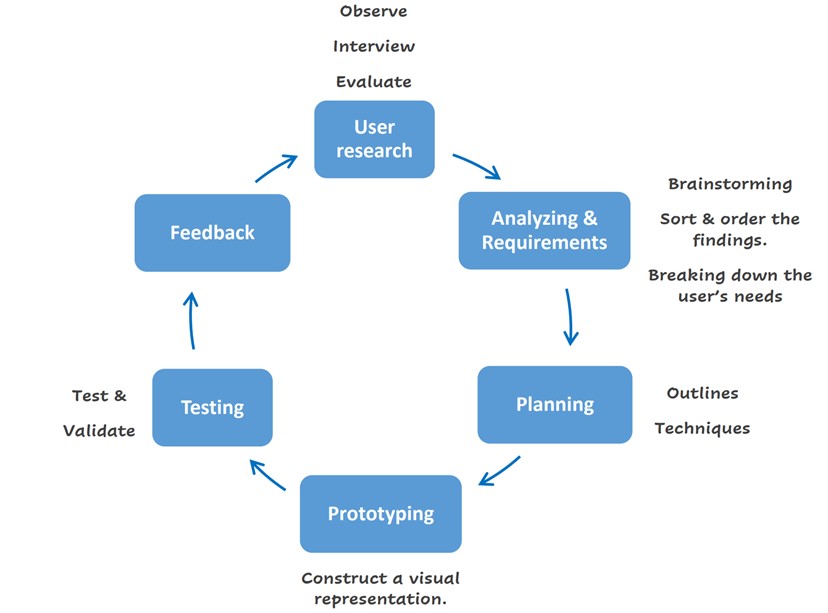 Observe
Interview
Evaluate
User
research
Analyzing &
Requirements
Brainstorming
Sort & order the
findings.
Breaking down the
user's needs
Planning
Outlines
Techniques
Prototyping
Construct a visual
representation.
Testing
Test &
Validate
Feedback